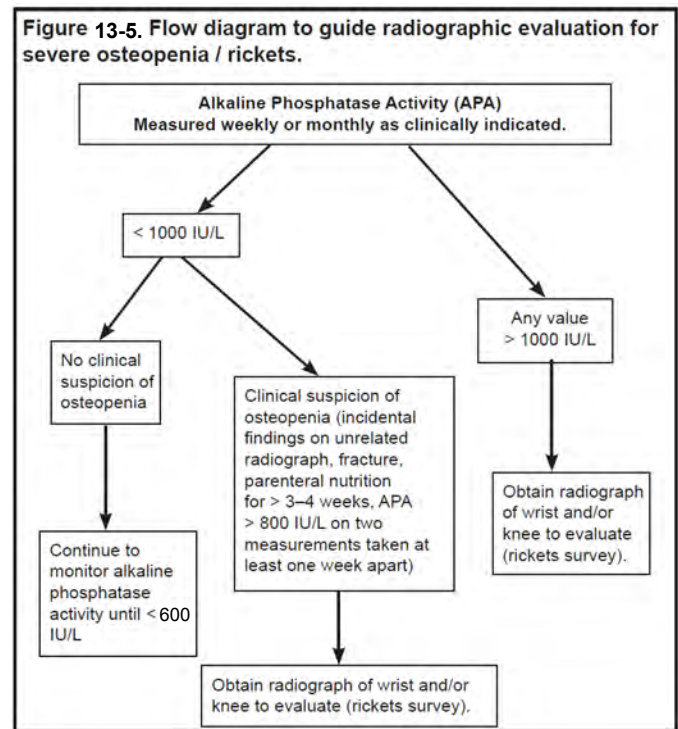 Figure 13-5. Flow diagram to guide radiographic evaluation for
severe osteopenia / rickets.
Alkaline Phosphatase Activity (APA)
Measured weekly or monthly as clinically indicated.
< 1000 IU/L
Any value
> 1000 IU/L
No clinical
suspicion of
osteopenia
Clinical suspicion of
osteopenia (incidental
findings on unrelated
radiograph, fracture,
parenteral nutrition
for > 3–4 weeks, APA
> 800 IU/L on two
measurements taken at
least one week apart)
Obtain radiograph
of wrist and/or
knee to evaluate
(rickets survey).
Continue to
monitor alkaline
phosphatase
activity until <600
IU/L
Obtain radiograph of wrist and/or
knee to evaluate (rickets survey).